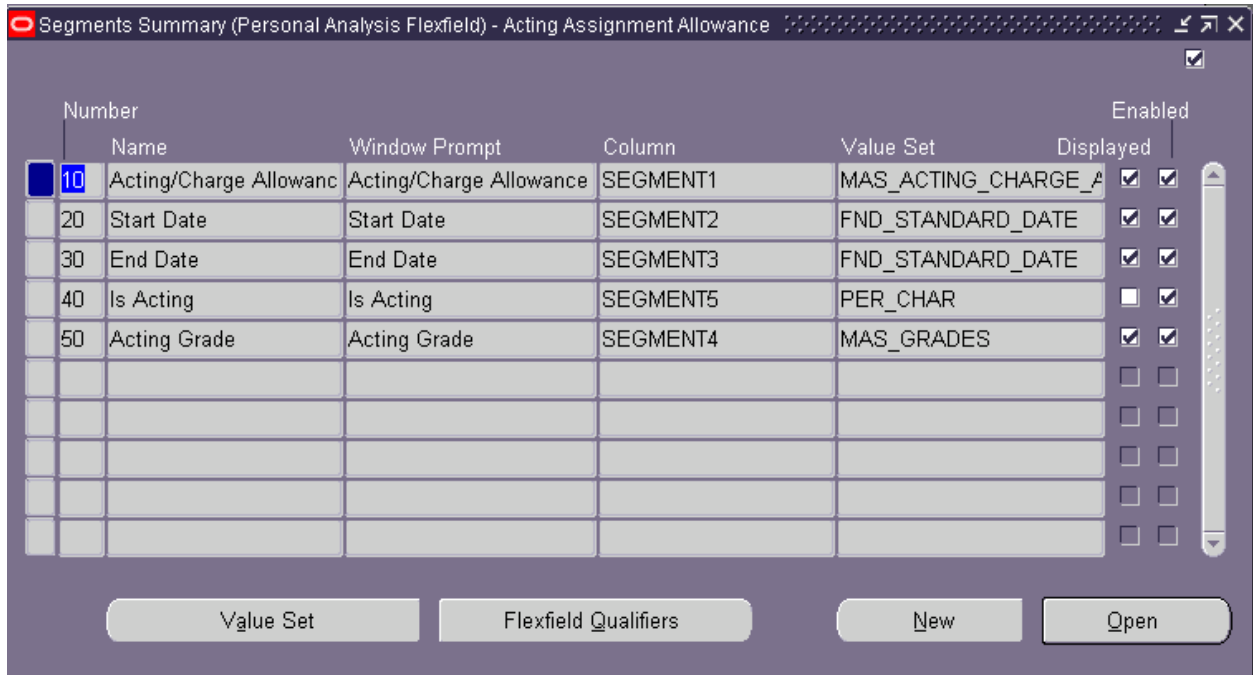 Segments Summary (Personal Analysis Flexfield) - Acting Assignment Allowance
Number Enabled
Name Window Prompt Column Value Set Displayed
10 Acting/Charge Allowanc Acting/Charge Allowance SEGMENT1 MAS_ACTING_CHARGE_A
20 Start Date Start Date SEGMENT2 FND_STANDARD_DATE
30 End Date End Date SEGMENT3 FND_STANDARD_DATE
40 Is Acting Is Acting SEGMENT5 PER_CHAR
50 Acting Grade Acting Grade SEGMENT4 MAS_GRADES
Value Set Flexfield Qualifiers New Open